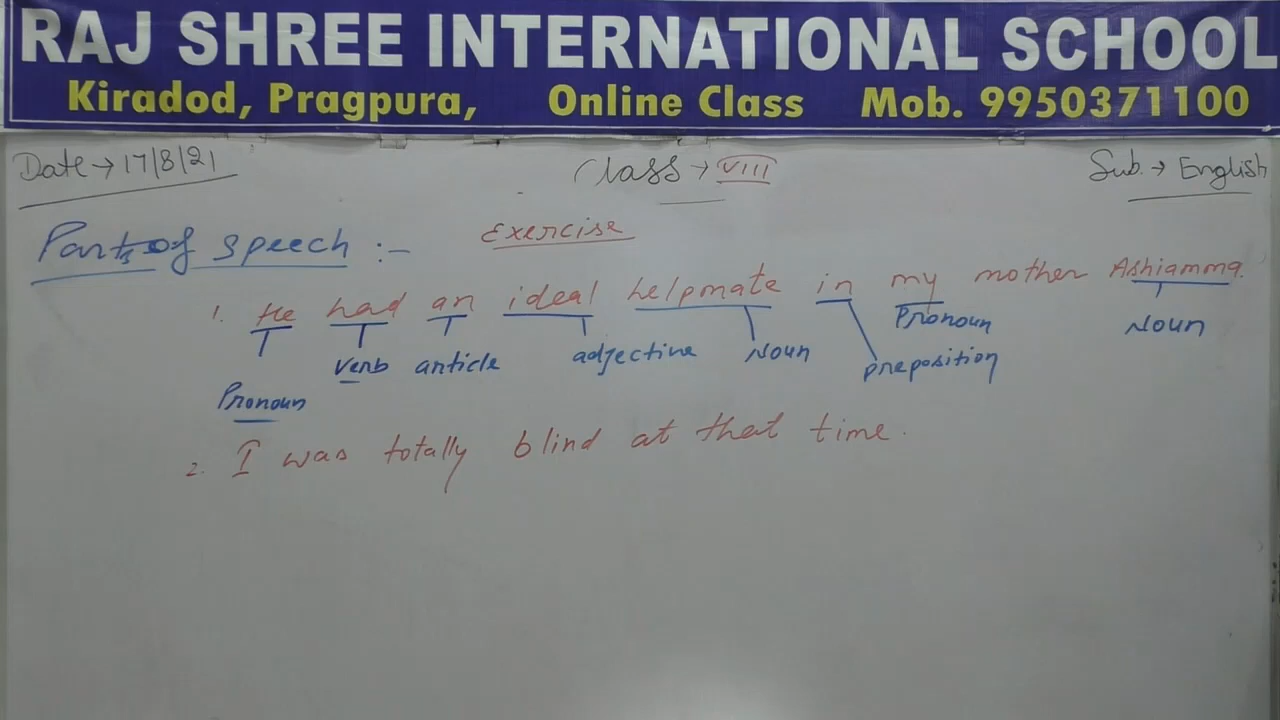 RAJ SHREE INTERNATIONAL SCHOOL
Kiradod, Pragpura, Online Class Mob. 9950371100
Date → 17/8/21 Class → VIII Sub. → English
Parts of speech :- Exercise
1. He had an ideal helpmate in my mother Ashiamma.
Pronoun Noun
Verb article adjective Noun preposition
Pronoun
2. I was totally blind at that time.